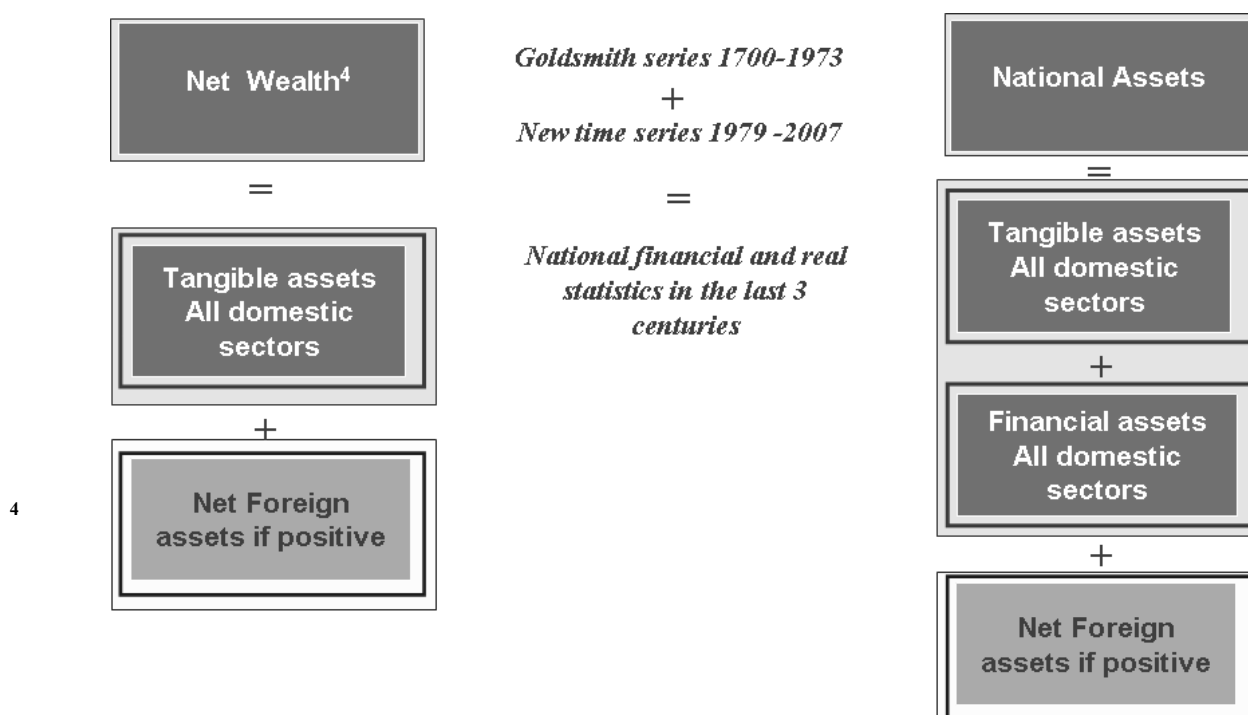 Net Wealth⁴
=
Tangible assets
All domestic
sectors
+
Net Foreign
assets if positive
4
Goldsmith series 1700-1973
+
New time series 1979 -2007
=
National financial and real
statistics in the last 3
centuries
National Assets
=
Tangible assets
All domestic
sectors
+
Financial assets
All domestic
sectors
+
Net Foreign
assets if positive